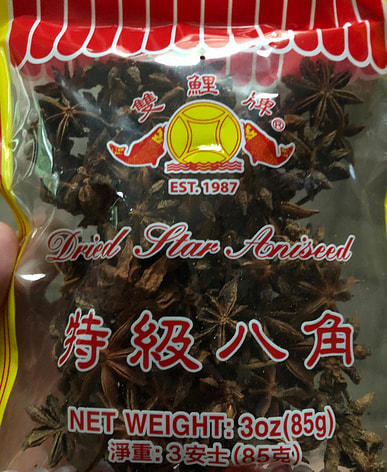 雙鯉牌®
EST. 1987
Dried Star Aniseed
特級八角
NET WEIGHT: 3oz(85g)
淨重: 3安士(85克)